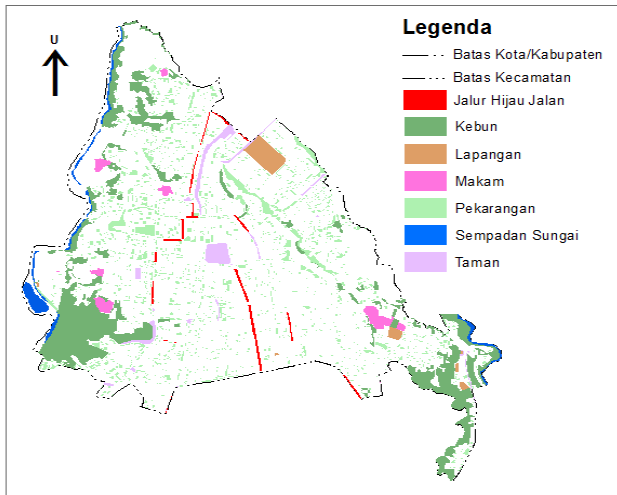 U
Legenda
Batas Kota/Kabupaten
Batas Kecamatan
Jalur Hijau Jalan
Kebun
Lapangan
Makam
Pekarangan
Sempadan Sungai
Taman